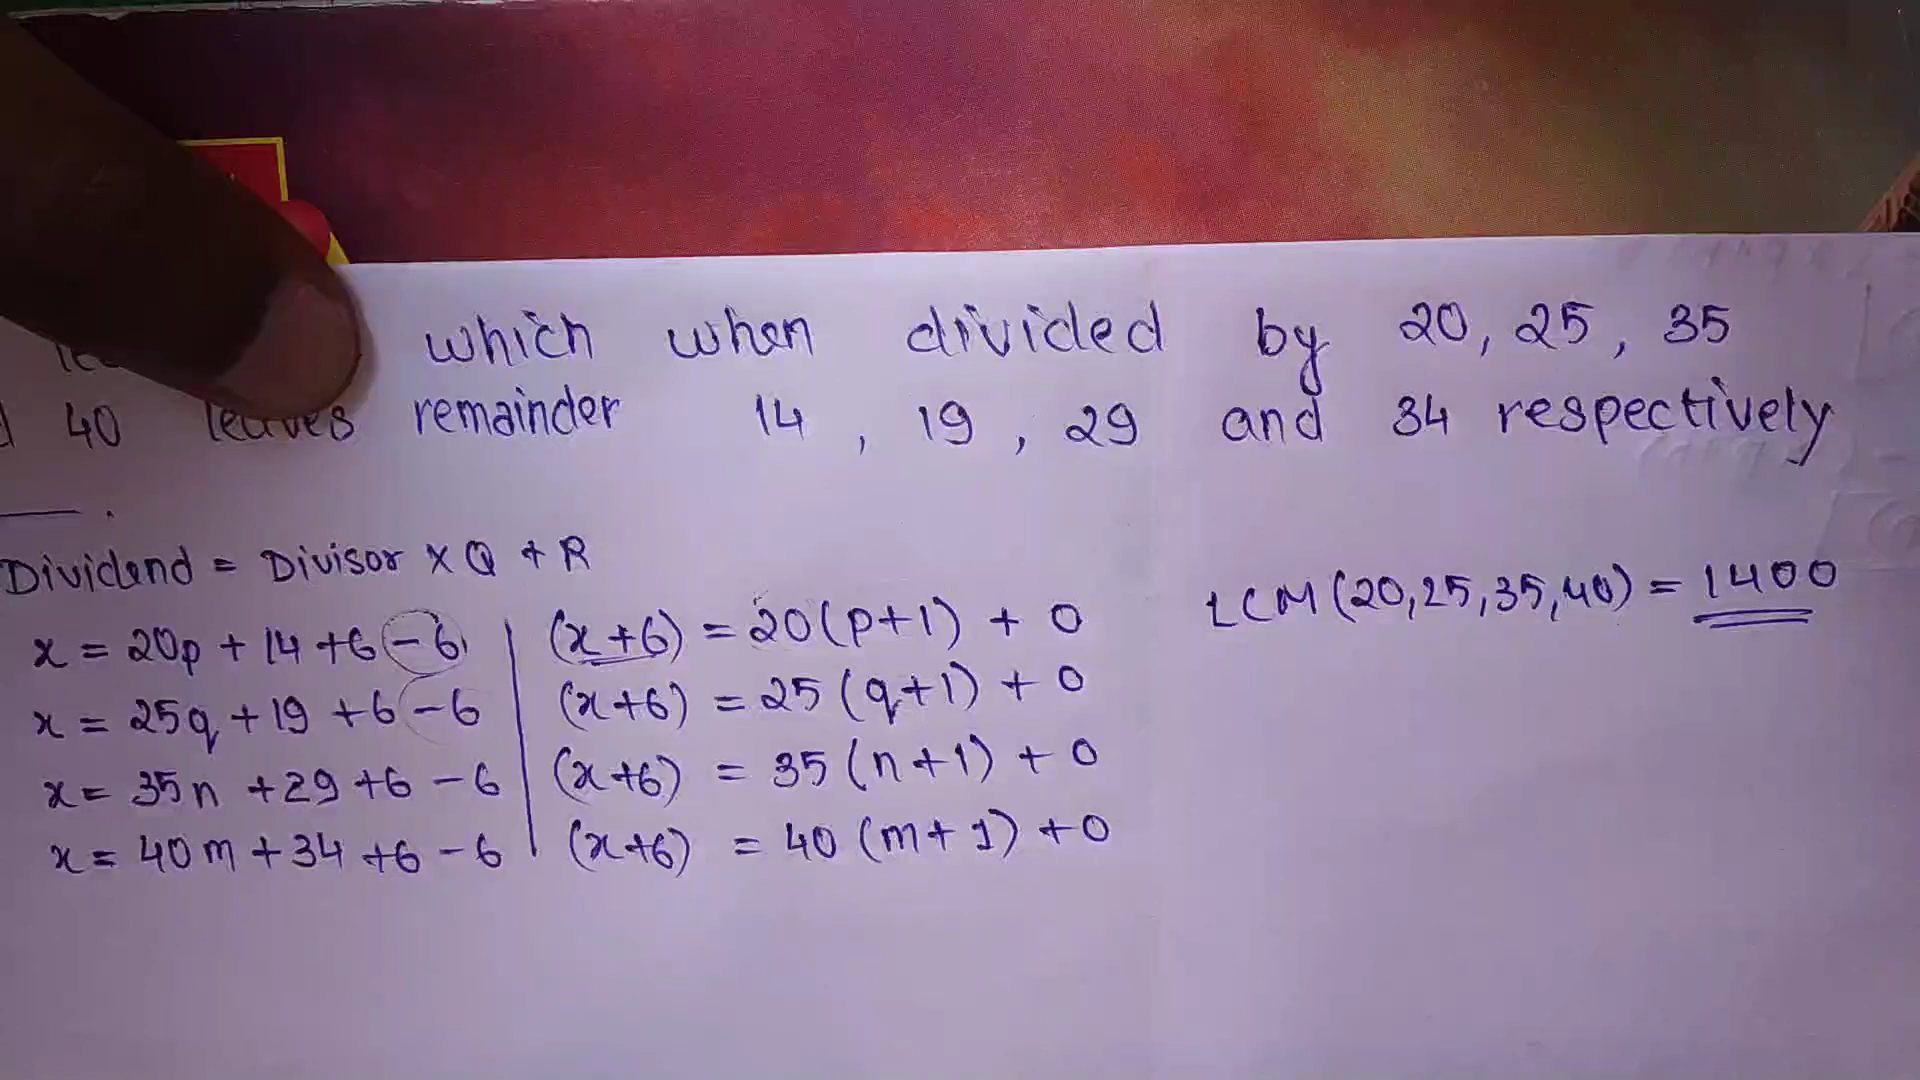 which when divided by 20, 25, 35
40 leaves remainder 14, 19, 29 and 34 respectively
Dividend = Divisor x Q + R
x = 20p + 14 +6 -6
x = 25q + 19 +6 -6
x = 35n +29 +6 -6
x = 40m + 34 +6 -6
(x+6) = 20(p+1) + 0
(x+6) = 25(q+1) + 0
(x+6) = 35(n+1) + 0
(x+6) = 40(m+1) +0
LCM(20,25,35,40) = 1400